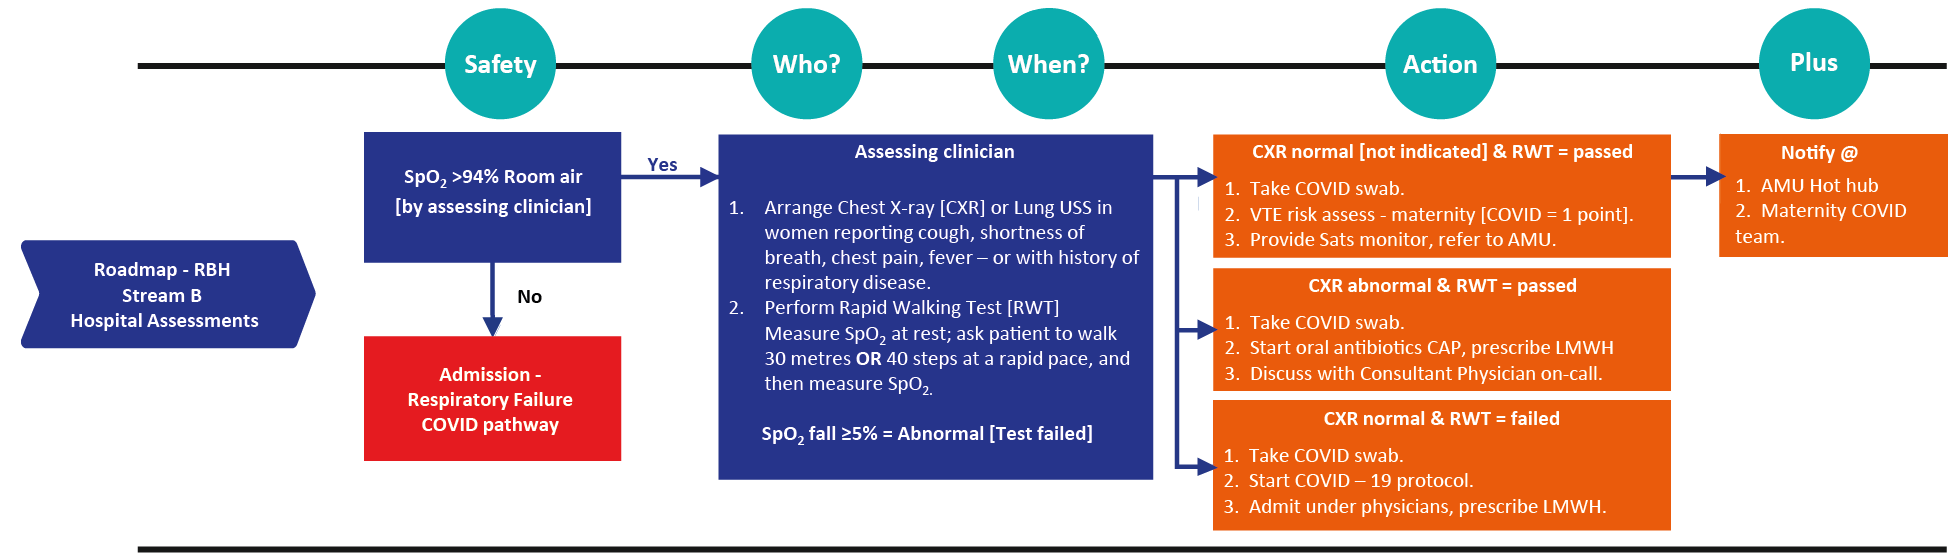 Safety
Who?
When?
Action
Plus
Roadmap - RBH
Stream B
Hospital Assessments
SpO₂ >94% Room air
[by assessing clinician]
Yes
No
Admission -
Respiratory Failure
COVID pathway
Assessing clinician
1. Arrange Chest X-ray [CXR] or Lung USS in
women reporting cough, shortness of
breath, chest pain, fever – or with history of
respiratory disease.
2. Perform Rapid Walking Test [RWT]
Measure SpO₂ at rest; ask patient to walk
30 metres OR 40 steps at a rapid pace, and
then measure SpO₂.
SpO₂ fall ≥5% = Abnormal [Test failed]
CXR normal [not indicated] & RWT = passed
1. Take COVID swab.
2. VTE risk assess - maternity [COVID = 1 point].
3. Provide Sats monitor, refer to AMU.
CXR abnormal & RWT = passed
1. Take COVID swab.
2. Start oral antibiotics CAP, prescribe LMWH
3. Discuss with Consultant Physician on-call.
CXR normal & RWT = failed
1. Take COVID swab.
2. Start COVID – 19 protocol.
3. Admit under physicians, prescribe LMWH.
Notify @
1. AMU Hot hub
2. Maternity COVID
team.